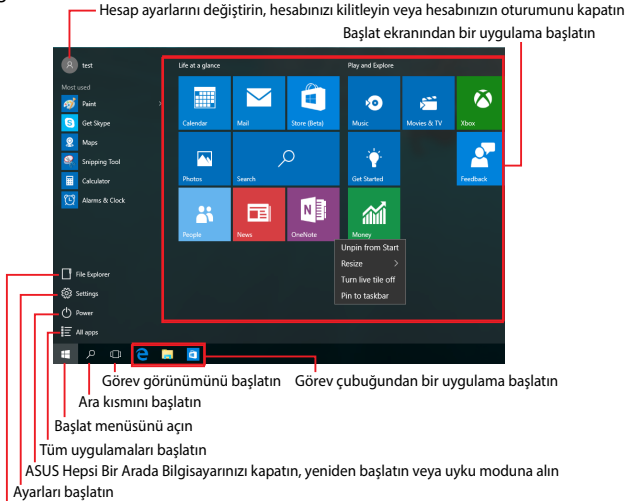 Hesap ayarlarını değiştirin, hesabınızı kilitleyin veya hesabınızın oturumunu kapatın
Başlat ekranından bir uygulama başlatın
test
Life at a glance
Play and Explore
Most used
Paint
Get Skype
Maps
Snipping Tool
Calculator
Alarms & Clock
Calendar
Mail
Store (Beta)
Music
Movies & TV
Xbox
Photos
Search
Get Started
Feedback
People
News
OneNote
Money
Unpin from Start
Resize
Turn live tile off
Pin to taskbar
File Explorer
Settings
Power
All apps
Görev görünümünü başlatın
Görev çubuğundan bir uygulama başlatın
Ara kısmını başlatın
Başlat menüsünü açın
Tüm uygulamaları başlatın
ASUS Hepsi Bir Arada Bilgisayarınızı kapatın, yeniden başlatın veya uyku moduna alın
Ayarları başlatın